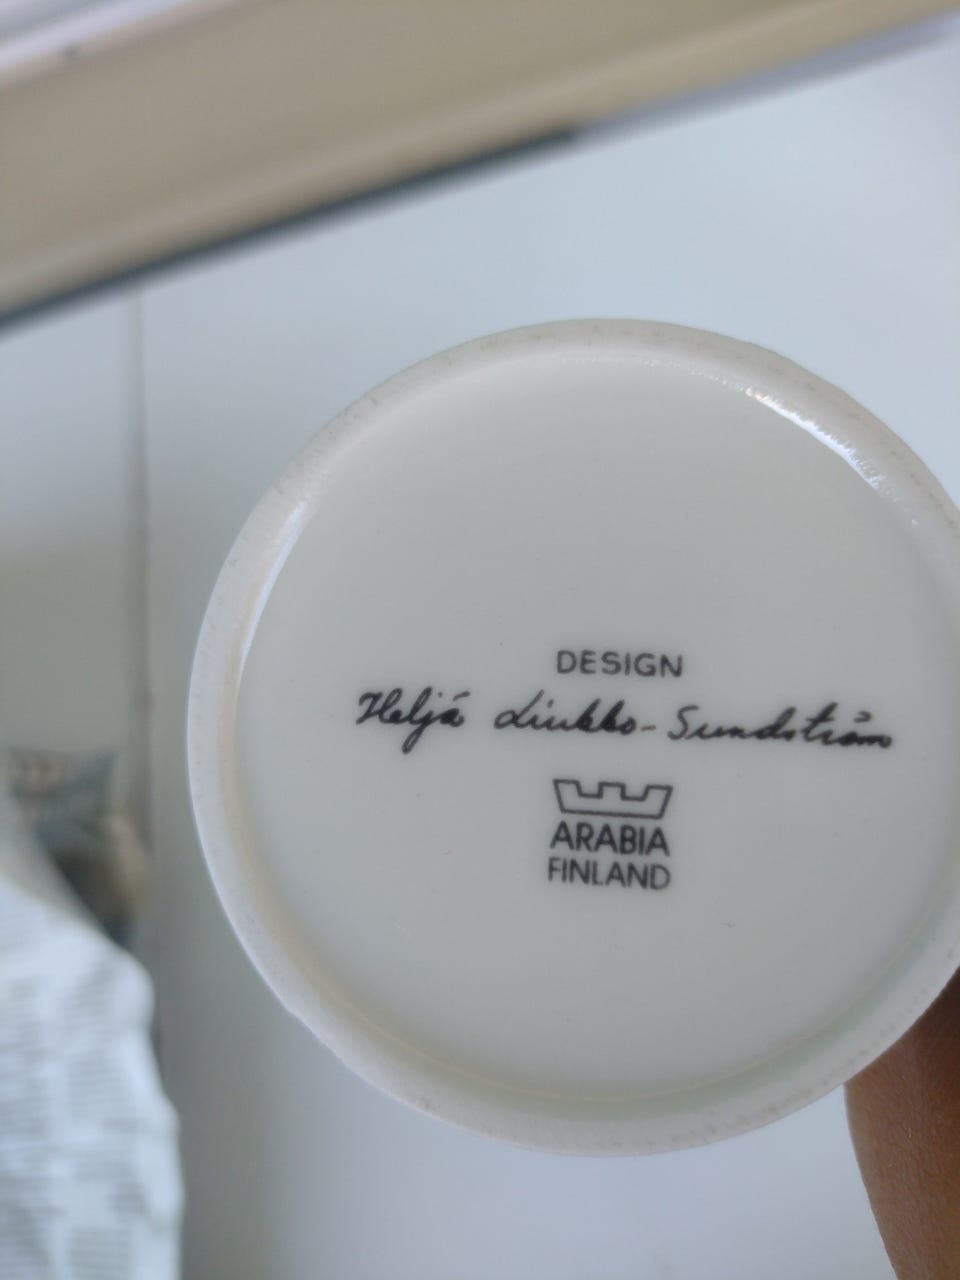 DESIGN
Heljä Liukko-Sundström
ARABIA
FINLAND